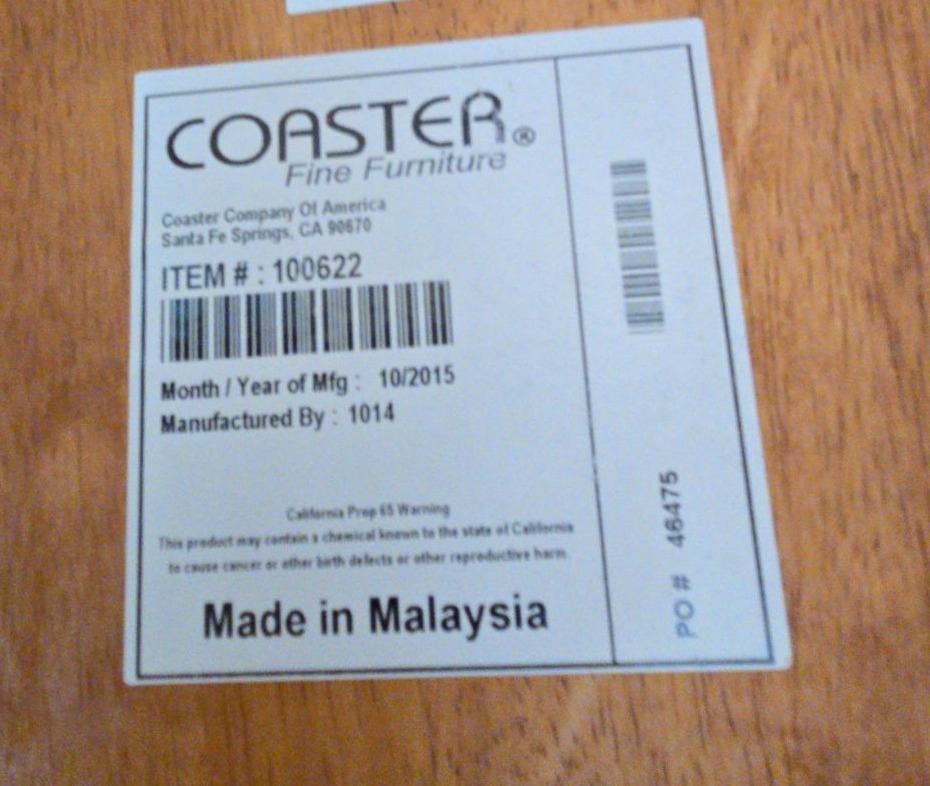 COASTER®
Fine Furniture
Coaster Company Of America
Santa Fe Springs, CA 90670
ITEM # : 100622
Month / Year of Mfg : 10/2015
Manufactured By : 1014
California Prop 65 Warning
This product may contain a chemical known to the state of California
to cause cancer or other birth defects or other reproductive harm
Made in Malaysia
PO # 46475